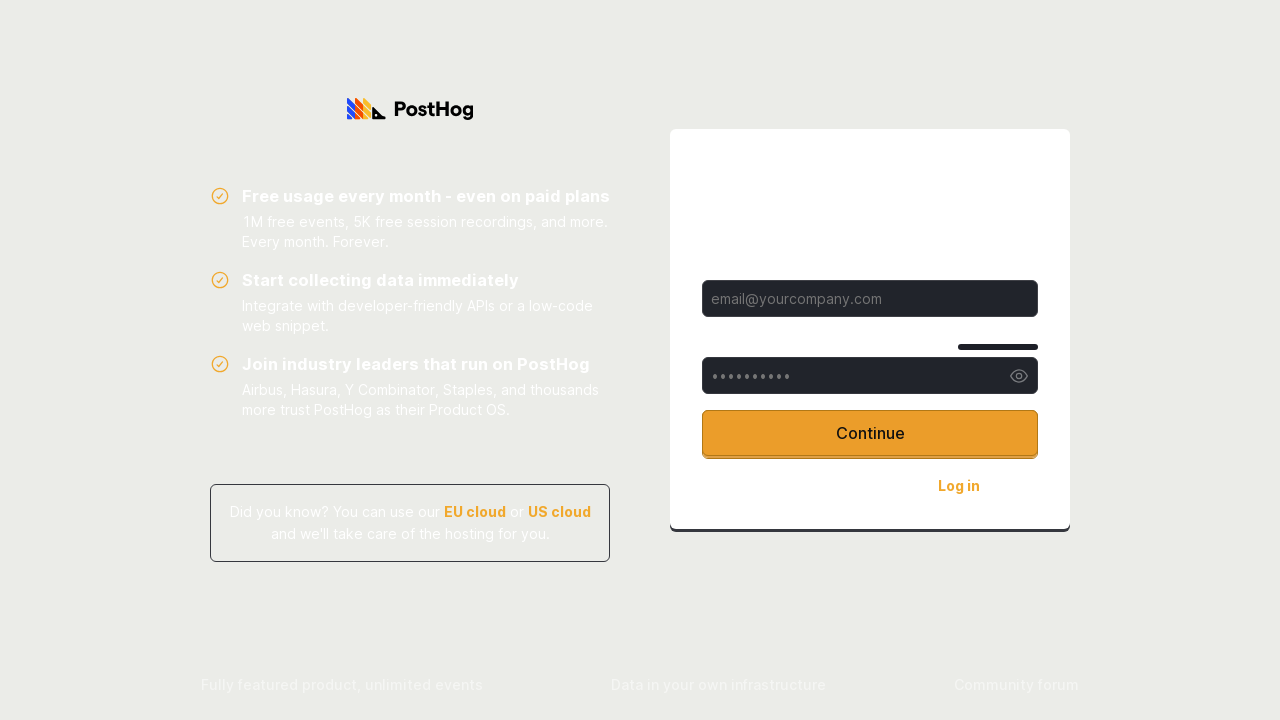 PostHog
Free usage every month - even on paid plans
1M free events, 5K free session recordings, and more.
Every month. Forever.
Start collecting data immediately
Integrate with developer-friendly APIs or a low-code
web snippet.
Join industry leaders that run on PostHog
Airbus, Hasura, Y Combinator, Staples, and thousands
more trust PostHog as their Product OS.
Did you know? You can use our EU cloud or US cloud
and we'll take care of the hosting for you.
email@yourcompany.com
••••••••••
Continue
Log in
Fully featured product, unlimited events
Data in your own infrastructure
Community forum